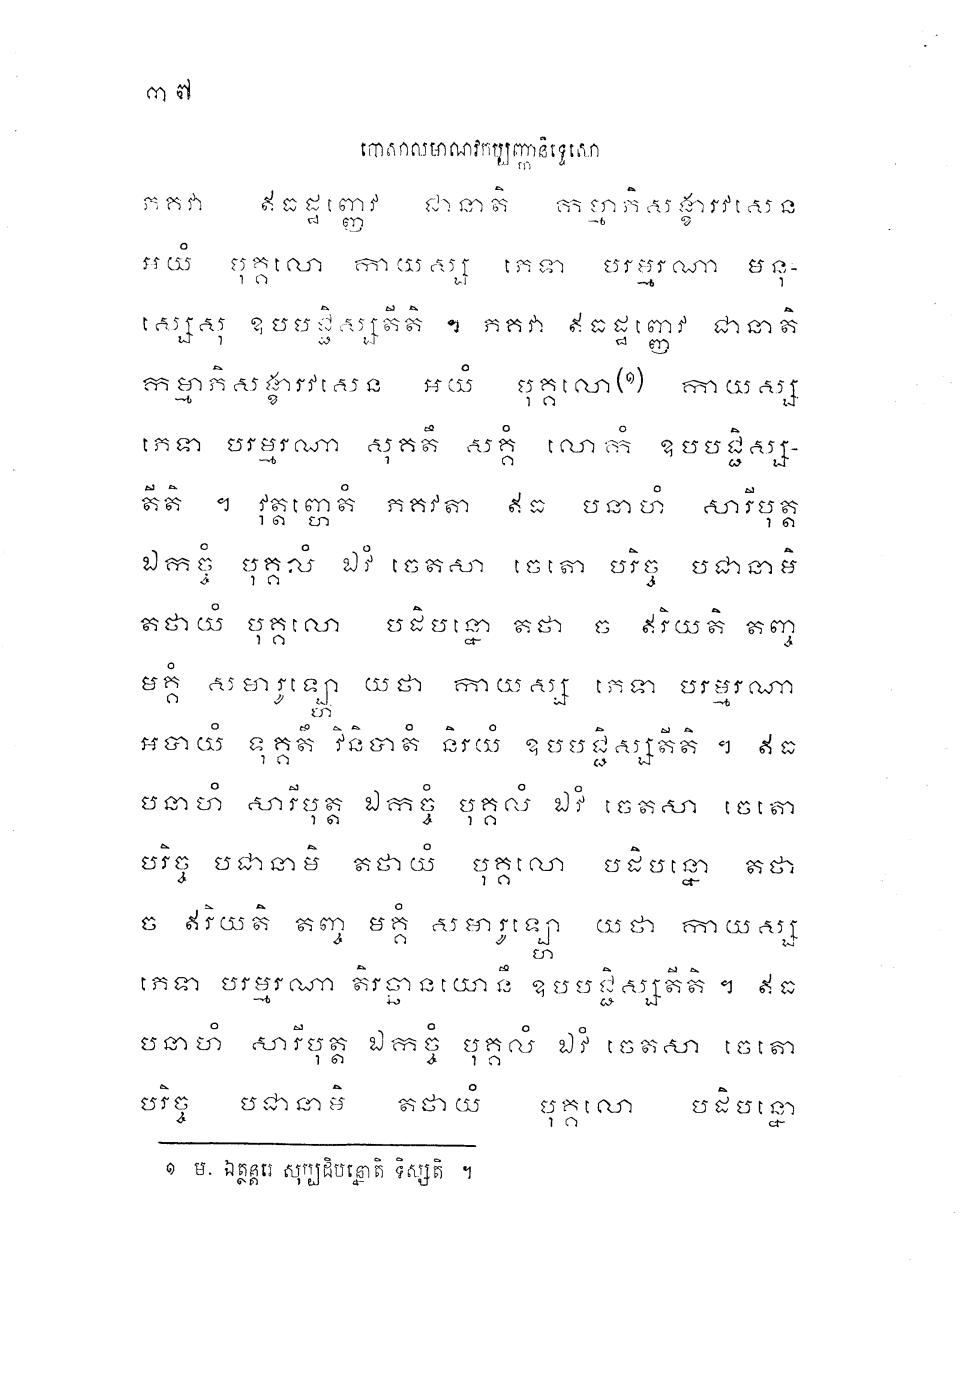 ៣ ៧
បោសាលមាណវកប្បញ្ហានិទ្ទេសោ
ភគវា ឥធដ្ឋញ្ញេវ ជានាតិ កម្មាភិសង្ខារវសេន
អយំ បុគ្គលោ កាយស្ស ភេទា បរម្មរណា មនុ-
ស្សេសុ ឧបបជ្ជិស្សតីតិ ។ ភគវា ឥធដ្ឋញ្ញេវ ជានាតិ
កម្មាភិសង្ខារវសេន អយំ បុគ្គលោ(១) កាយស្ស
ភេទា បរម្មរណា សុគតឹ សគ្គំ លោកំ ឧបបជ្ជិស្ស-
តីតិ ។ វុត្តញ្ហេតំ ភគវតា ឥធ បនាហំ សារីបុត្ត
ឯកច្ចំ បុគ្គលំ ឯវំ ចេតសា ចេតោ បរិច្ច បជានាមិ
តថាយំ បុគ្គលោ បដិបន្នោ តថា ច ឥរិយតិ តញ្ច
មគ្គំ សមារូឡ្ហោ យថា កាយស្ស ភេទា បរម្មរណា
អបាយំ ទុគ្គតឹ វិនិបាតំ និរយំ ឧបបជ្ជិស្សតីតិ ។ ឥធ
បនាហំ សារីបុត្ត ឯកច្ចំ បុគ្គលំ ឯវំ ចេតសា ចេតោ
បរិច្ច បជានាមិ តថាយំ បុគ្គលោ បដិបន្នោ តថា
ច ឥរិយតិ តញ្ច មគ្គំ សមារូឡ្ហោ យថា កាយស្ស
ភេទា បរម្មរណា តិរច្ឆានយោនឹ ឧបបជ្ជិស្សតីតិ ។ ឥធ
បនាហំ សារីបុត្ត ឯកច្ចំ បុគ្គលំ ឯវំ ចេតសា ចេតោ
បរិច្ច បជានាមិ តថាយំ បុគ្គលោ បដិបន្នោ
១ ម. ឯត្ថន្តរេ សុប្បដិបន្នោតិ ទិស្សតិ ។